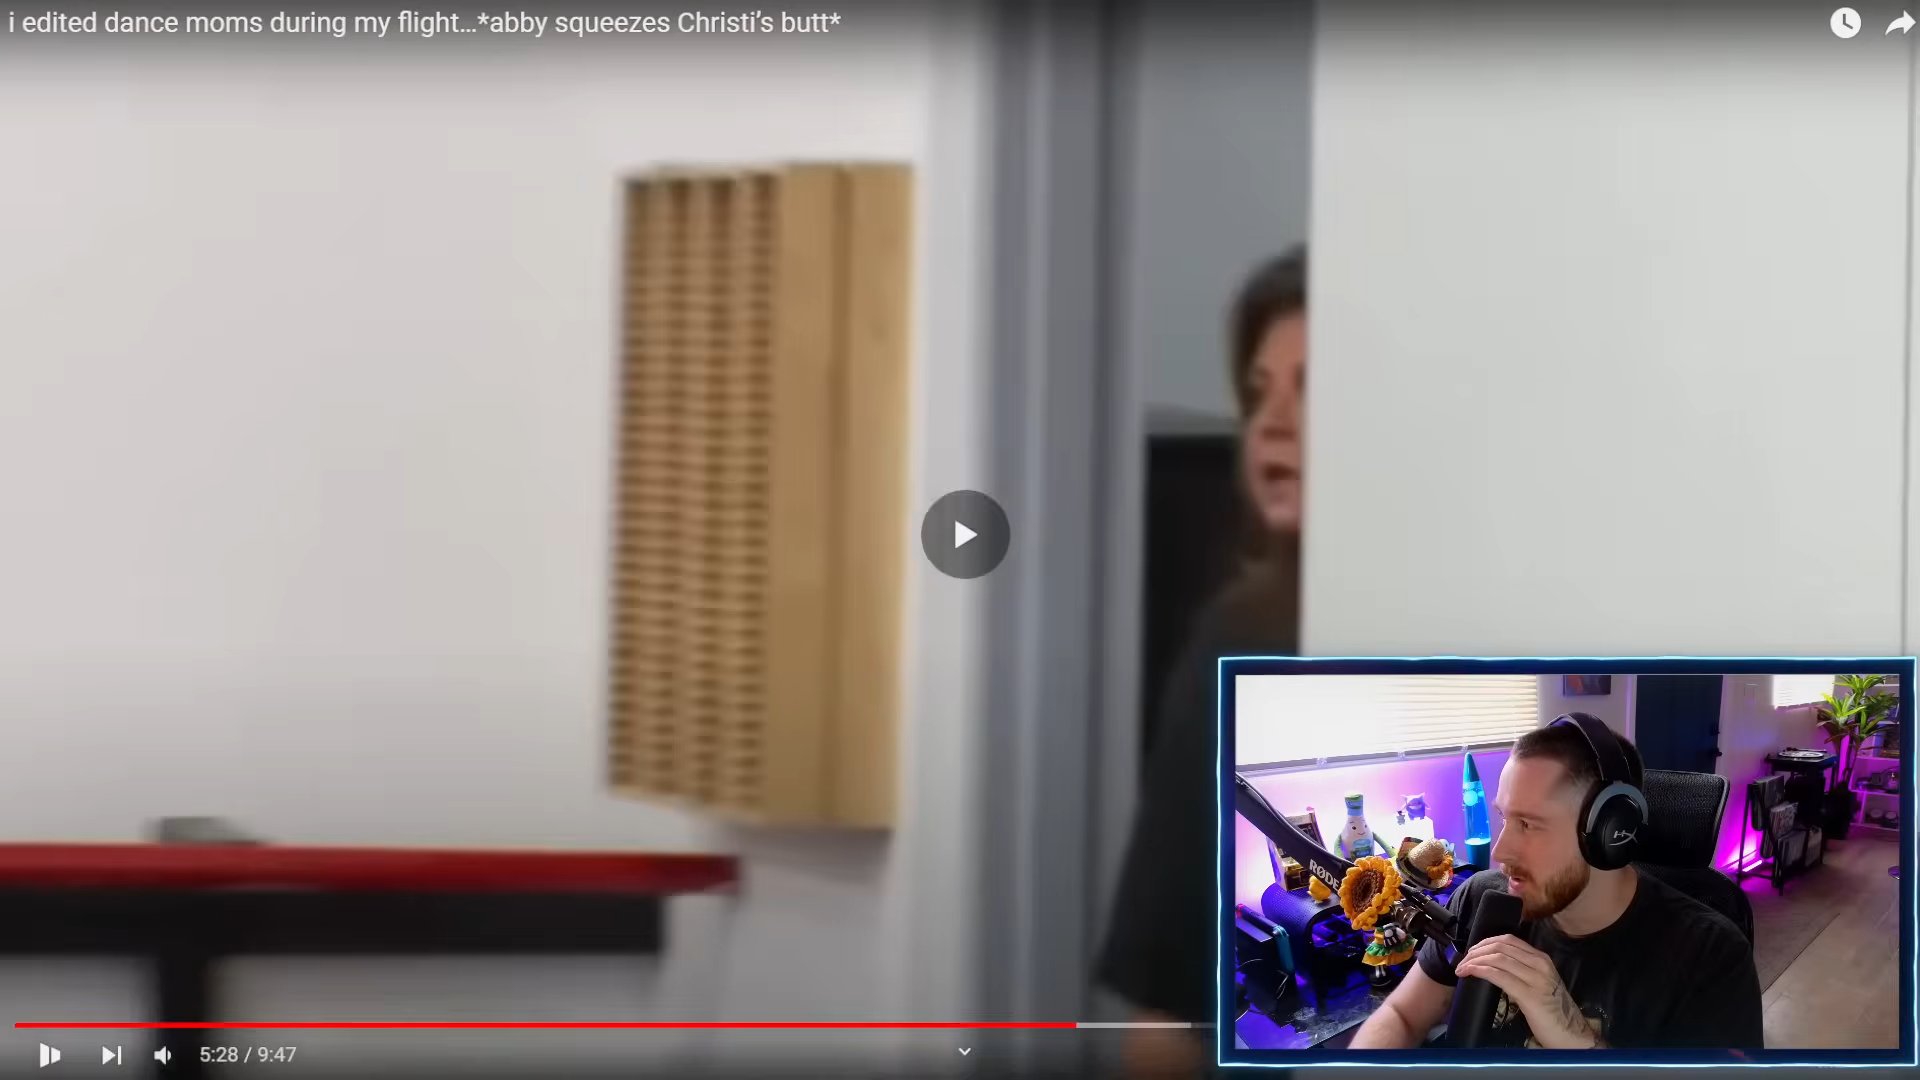 i edited dance moms during my flight...*abby squeezes Christi's butt*
RØDE
5:28 / 9:47